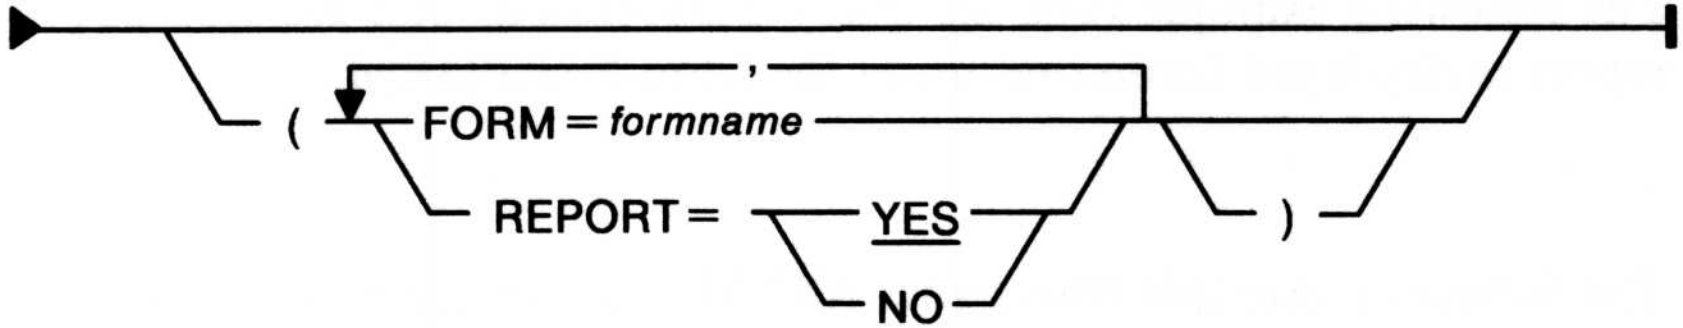 ,
( FORM = formname
REPORT = YES )
NO